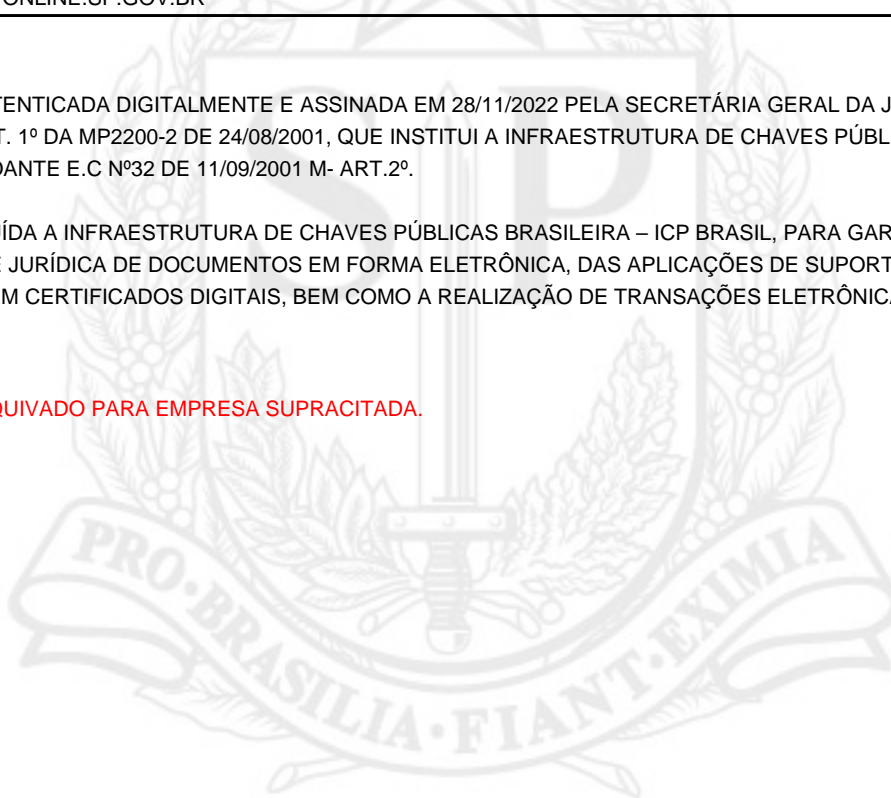 ONLINE.SP.GOV.BR
TENTICADA DIGITALMENTE E ASSINADA EM 28/11/2022 PELA SECRETÁRIA GERAL DA J
T. 1º DA MP2200-2 DE 24/08/2001, QUE INSTITUI A INFRAESTRUTURA DE CHAVES PÚBL
DANTE E.C Nº32 DE 11/09/2001 M- ART.2º.
ÍDA A INFRAESTRUTURA DE CHAVES PÚBLICAS BRASILEIRA – ICP BRASIL, PARA GAR
E JURÍDICA DE DOCUMENTOS EM FORMA ELETRÔNICA, DAS APLICAÇÕES DE SUPORT
M CERTIFICADOS DIGITAIS, BEM COMO A REALIZAÇÃO DE TRANSAÇÕES ELETRÔNICA
QUIVADO PARA EMPRESA SUPRACITADA.
SP
PRO•BRASILIA•FIANT•EXIMIA